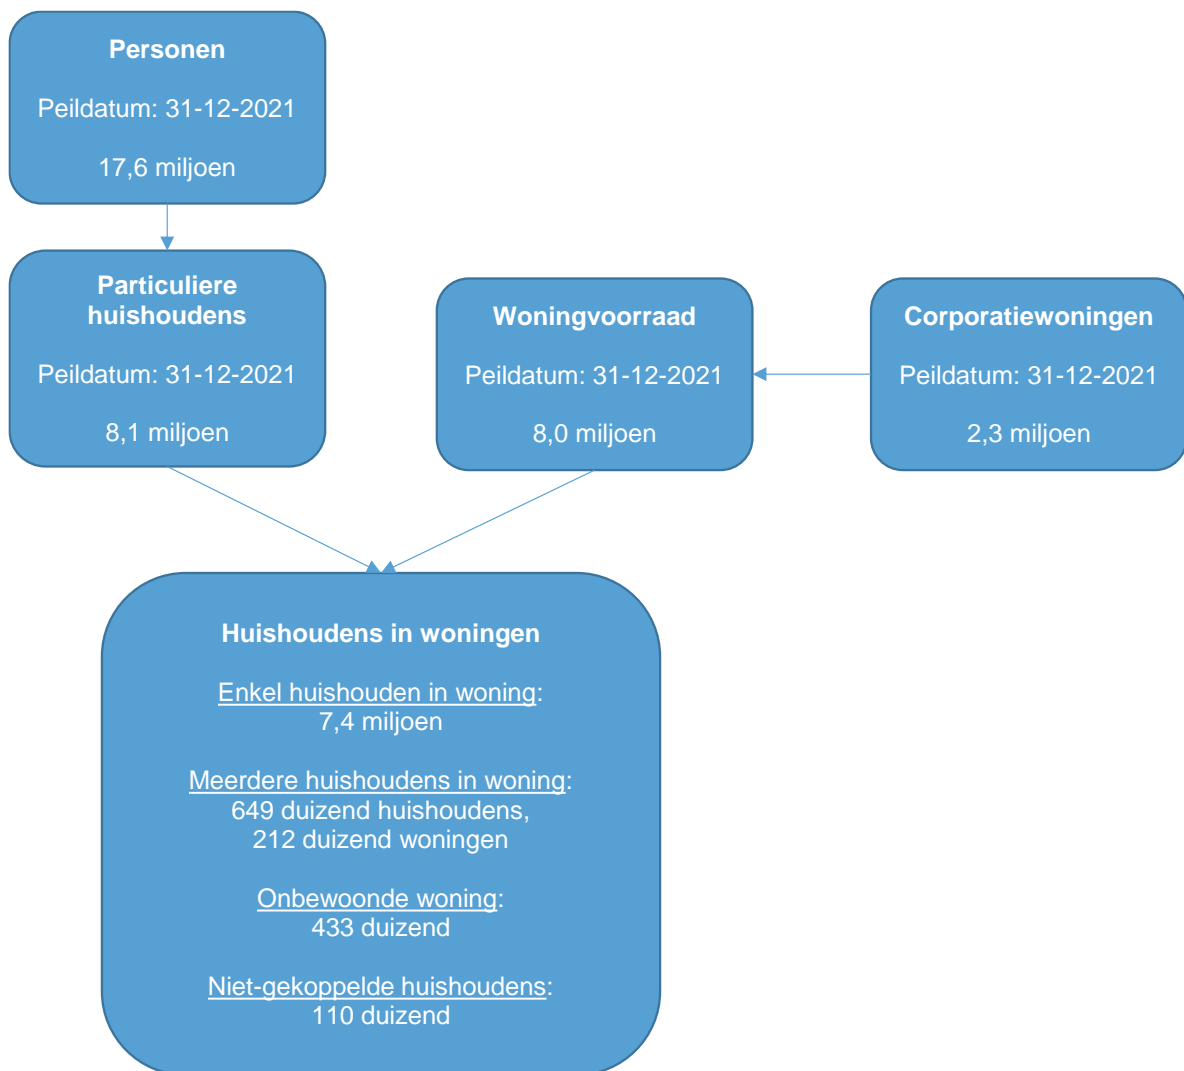 Personen
Peildatum: 31-12-2021
17,6 miljoen
Particuliere
huishoudens
Peildatum: 31-12-2021
8,1 miljoen
Woningvoorraad
Peildatum: 31-12-2021
8,0 miljoen
Corporatiewoningen
Peildatum: 31-12-2021
2,3 miljoen
Huishoudens in woningen
Enkel huishouden in woning:
7,4 miljoen
Meerdere huishoudens in woning:
649 duizend huishoudens,
212 duizend woningen
Onbewoonde woning:
433 duizend
Niet-gekoppelde huishoudens:
110 duizend